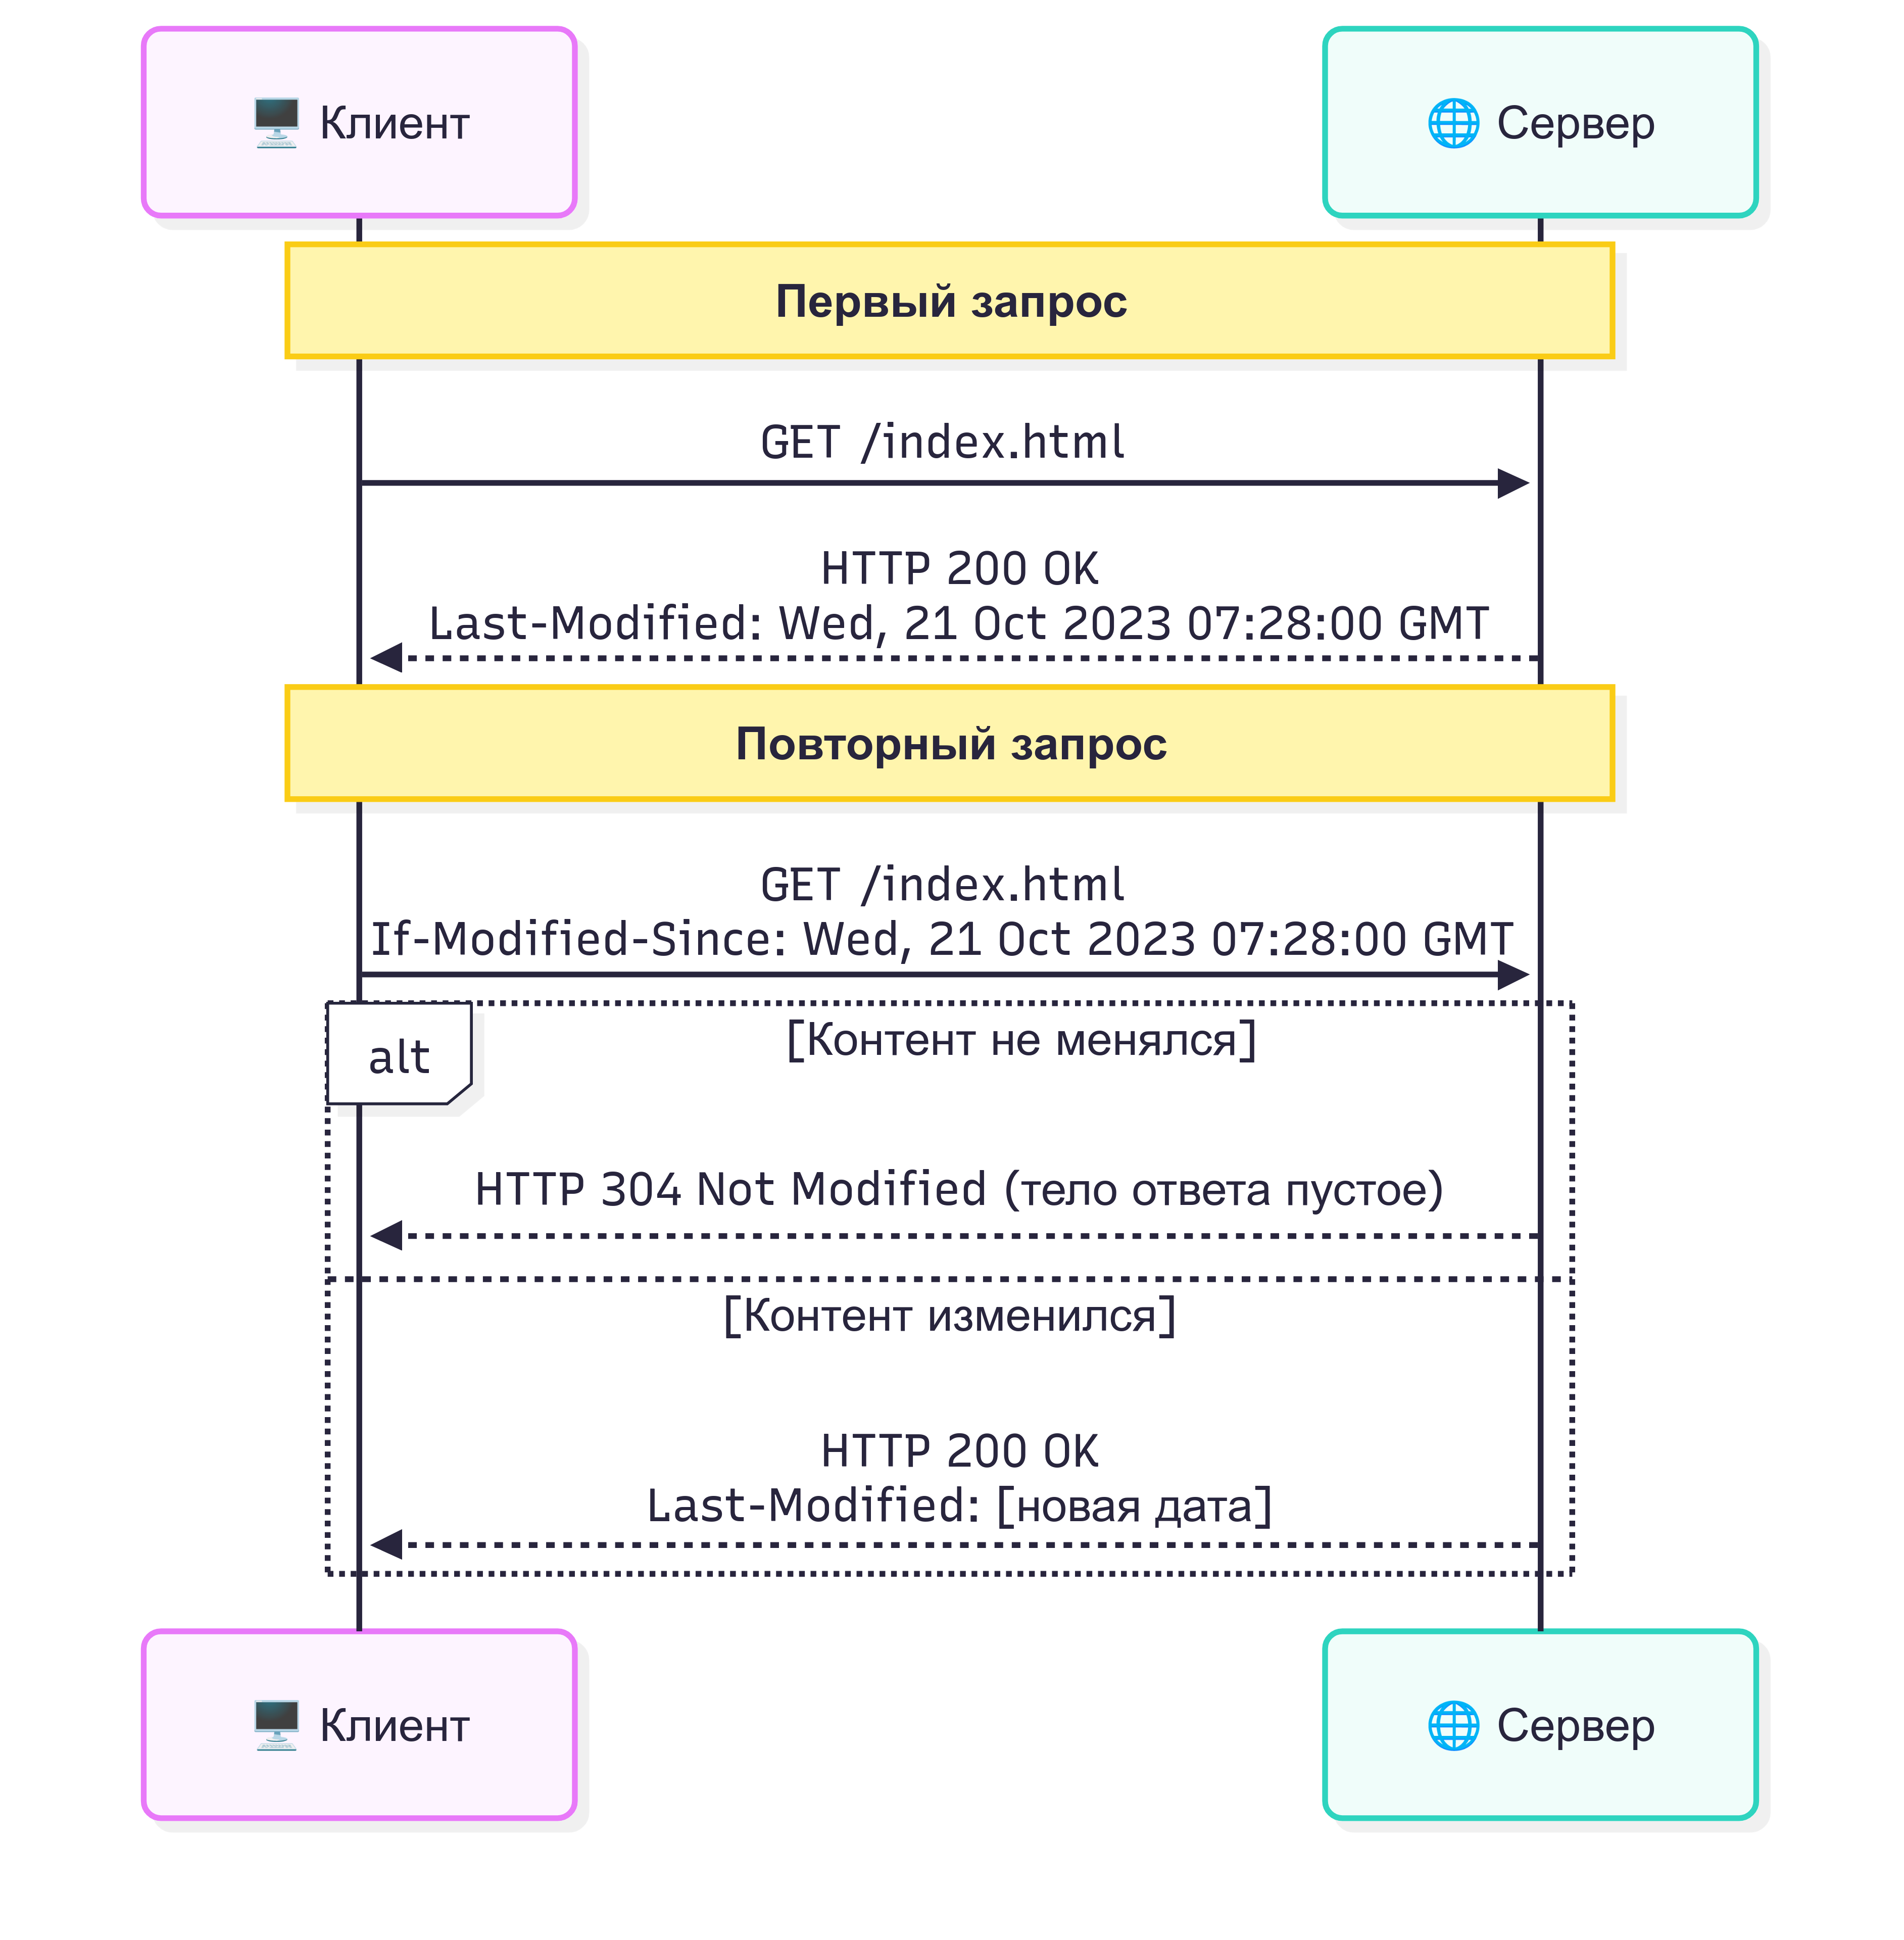 🖥️ Клиент
🌐 Сервер
Первый запрос
GET /index.html
HTTP 200 OK
Last-Modified: Wed, 21 Oct 2023 07:28:00 GMT
Повторный запрос
GET /index.html
If-Modified-Since: Wed, 21 Oct 2023 07:28:00 GMT
alt
[Контент не менялся]
HTTP 304 Not Modified (тело ответа пустое)
[Контент изменился]
HTTP 200 OK
Last-Modified: [новая дата]
🖥️ Клиент
🌐 Сервер